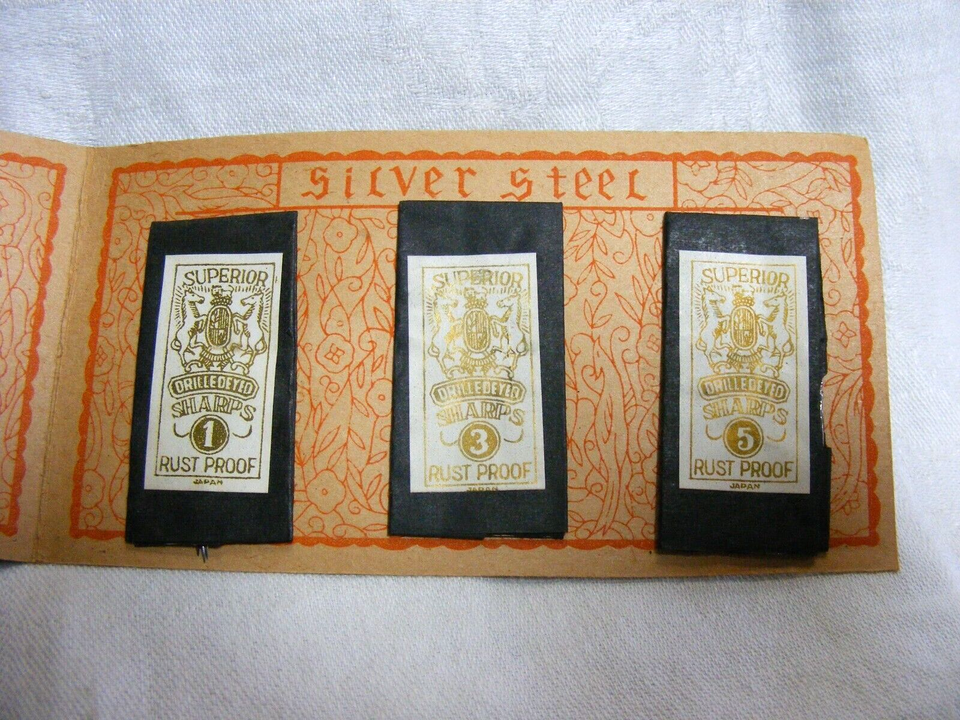 Silver Steel
SUPERIOR
DRILLEDEYED
SHARPS
1
RUST PROOF
JAPAN
SUPERIOR
DRILLEDEYED
SHARPS
3
RUST PROOF
JAPAN
SUPERIOR
DRILLEDEYED
SHARPS
5
RUST PROOF
JAPAN